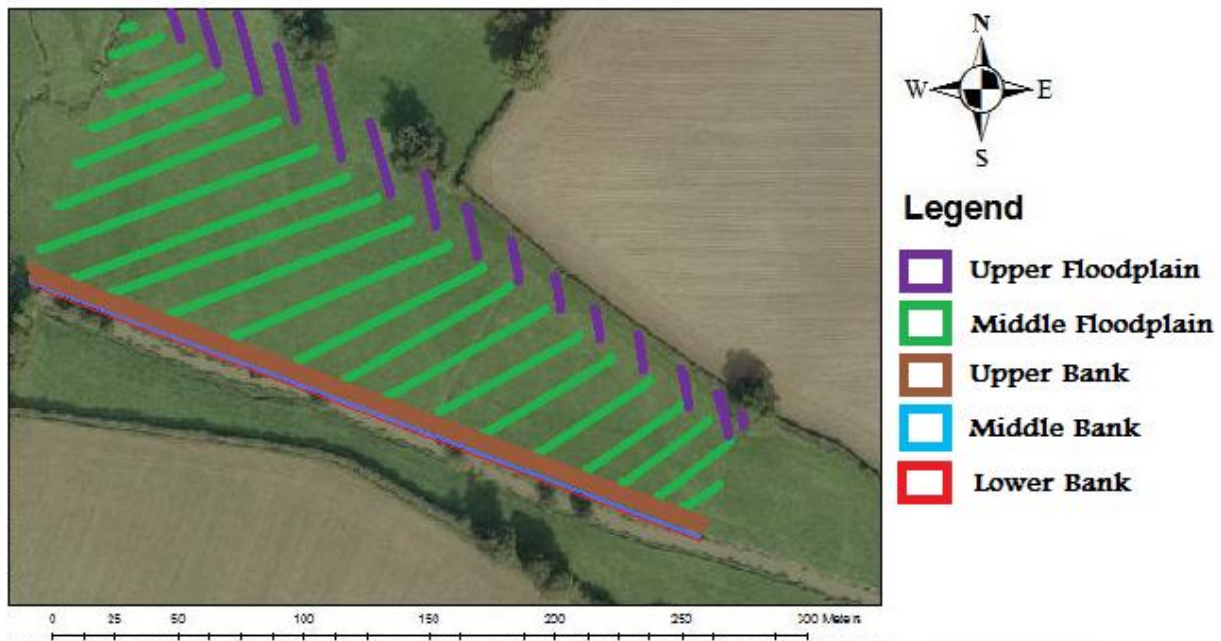 N
W E
S
Legend
Upper Floodplain
Middle Floodplain
Upper Bank
Middle Bank
Lower Bank
0 25 50 100 150 200 250 300 Meters